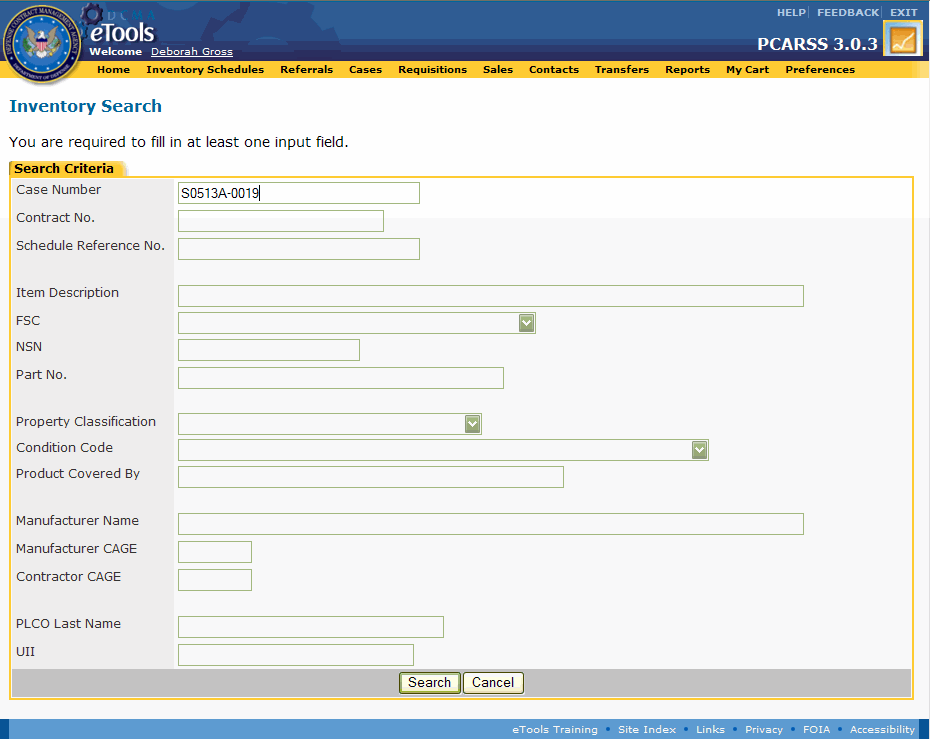 HELP FEEDBACK EXIT
DCMA
eTools
Welcome Deborah Gross
PCARSS 3.0.3
Home Inventory Schedules Referrals Cases Requisitions Sales Contacts Transfers Reports My Cart Preferences
Inventory Search
You are required to fill in at least one input field.
Search Criteria
Case Number S0513A-0019
Contract No.
Schedule Reference No.
Item Description
FSC
NSN
Part No.
Property Classification
Condition Code
Product Covered By
Manufacturer Name
Manufacturer CAGE
Contractor CAGE
PLCO Last Name
UII
Search Cancel
eTools Training • Site Index • Links • Privacy • FOIA • Accessibility